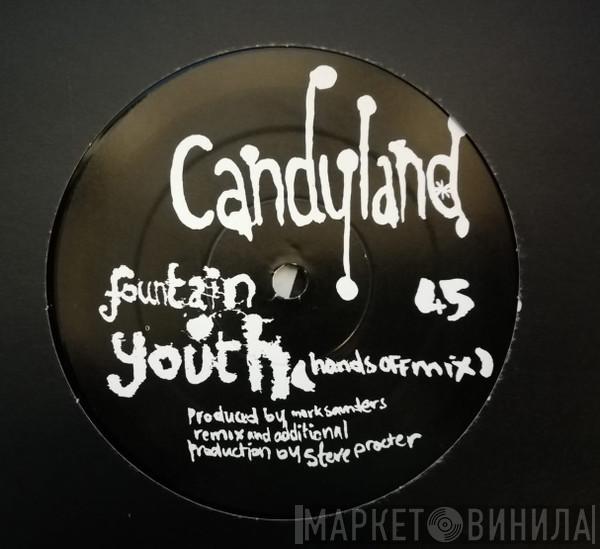 Candyland
fountain
45
youth
(hands off mix)
produced by mark saunders
remix and additional
production by steve procter
МАРКЕТ ВИНИЛА